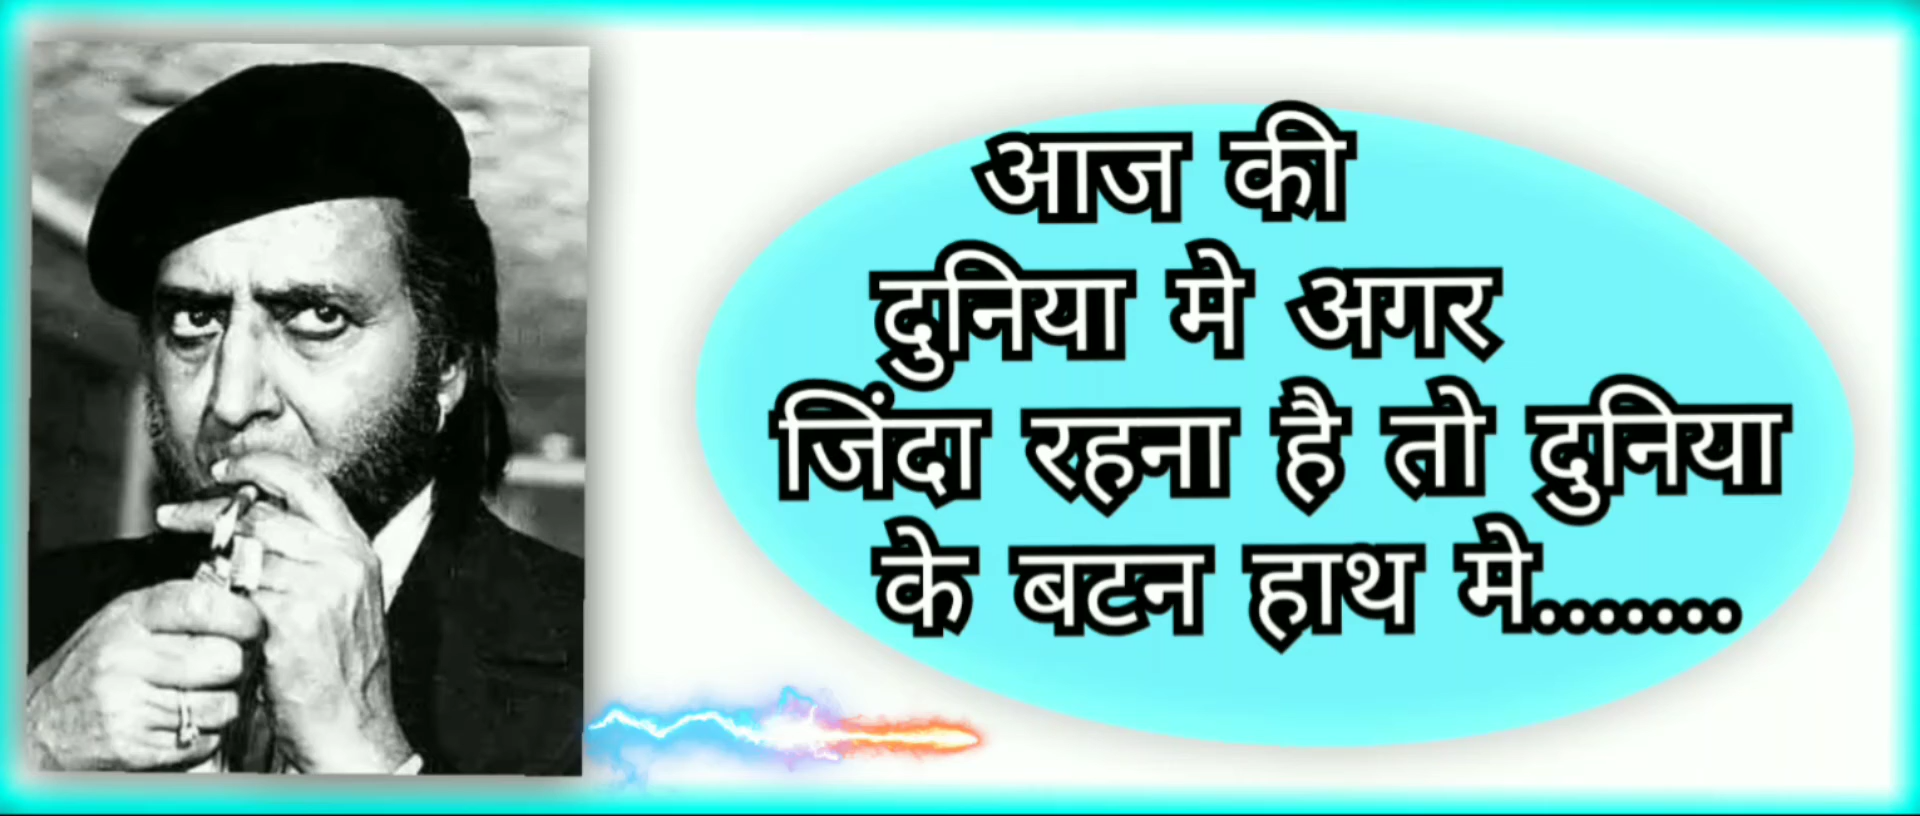 आज की
दुनिया मे अगर
जिंदा रहना है तो दुनिया
के बटन हाथ मे.......